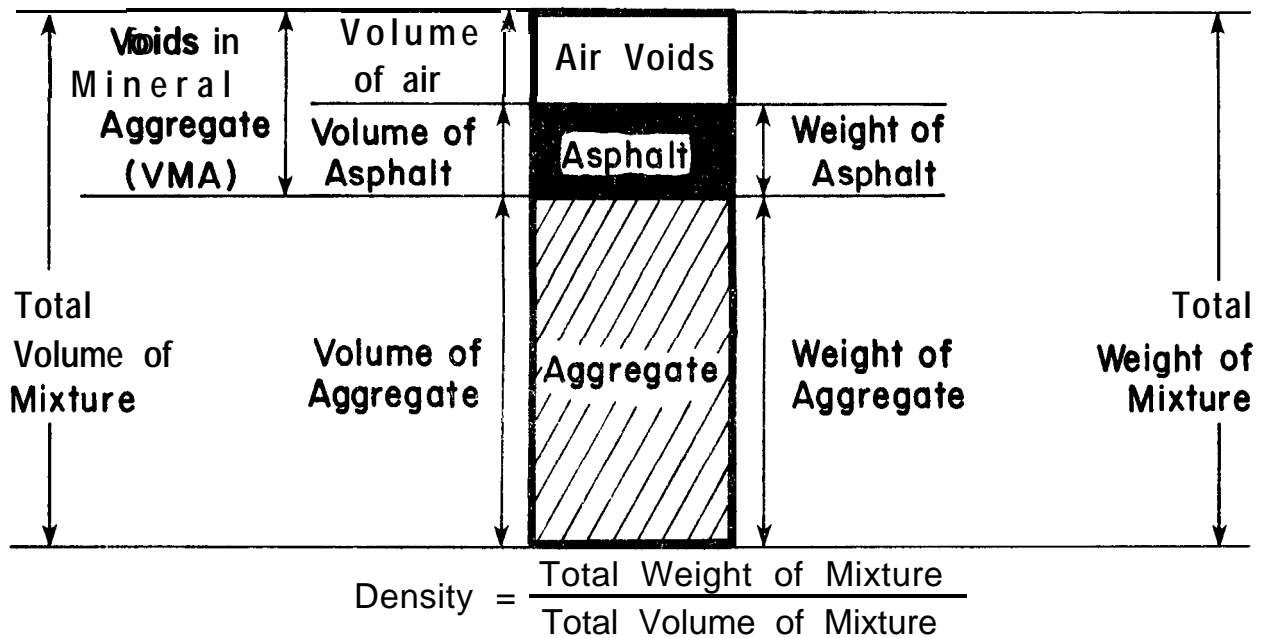 Voids in
Mineral
Aggregate
(VMA)
Volume
of air
Air Voids
Volume of
Asphalt
Asphalt
Weight of
Asphalt
Total
Volume of
Mixture
Volume of
Aggregate
Aggregate
Weight of
Aggregate
Total
Weight of
Mixture
Density = Total Weight of Mixture
Total Volume of Mixture